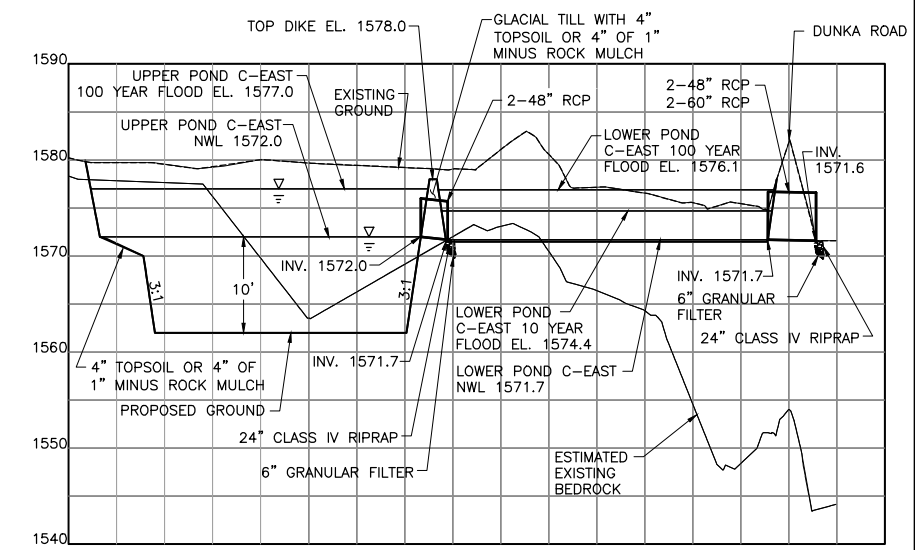 TOP DIKE EL. 1578.0
GLACIAL TILL WITH 4"
TOPSOIL OR 4" OF 1"
MINUS ROCK MULCH
DUNKA ROAD
1590
UPPER POND C-EAST
100 YEAR FLOOD EL. 1577.0
EXISTING
GROUND
2-48" RCP
2-48" RCP
2-60" RCP
UPPER POND C-EAST
NWL 1572.0
LOWER POND
C-EAST 100 YEAR
FLOOD EL. 1576.1
INV.
1571.6
1580
1570
INV. 1572.0
INV. 1571.7
3:1
10'
3:1
6" GRANULAR
FILTER
LOWER POND
C-EAST 10 YEAR
FLOOD EL. 1574.4
24" CLASS IV RIPRAP
1560
INV. 1571.7
4" TOPSOIL OR 4" OF
1" MINUS ROCK MULCH
LOWER POND C-EAST
NWL 1571.7
PROPOSED GROUND
24" CLASS IV RIPRAP
1550
6" GRANULAR FILTER
ESTIMATED
EXISTING
BEDROCK
1540